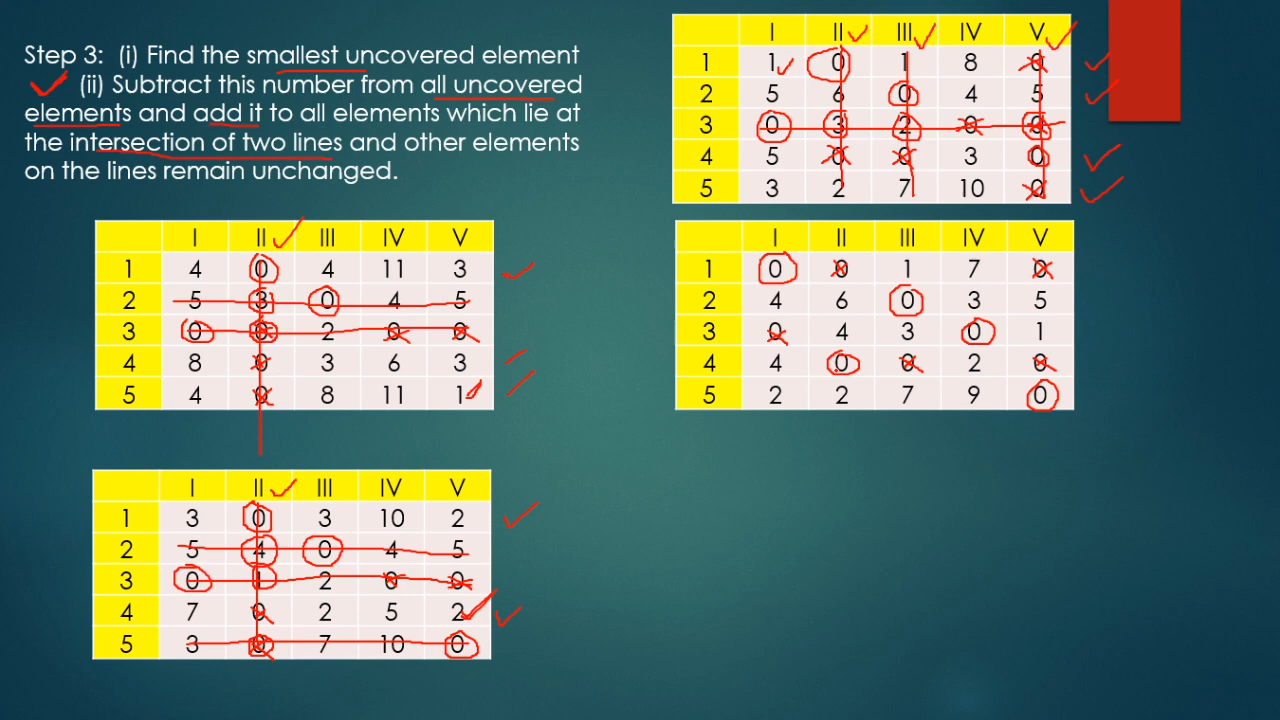 Step 3: (i) Find the smallest uncovered element
(ii) Subtract this number from all uncovered
elements and add it to all elements which lie at
the intersection of two lines and other elements
on the lines remain unchanged.
I II III IV V
1 4 0 4 11 3
2 5 3 0 4 5
3 0 0 2 0 0
4 8 0 3 6 3
5 4 0 8 11 1
I II III IV V
1 3 0 3 10 2
2 5 4 0 4 5
3 0 1 2 0 0
4 7 0 2 5 2
5 3 0 7 10 0
I II III IV V
1 1 0 1 8 0
2 5 6 0 4 5
3 0 3 2 0 0
4 5 0 0 3 0
5 3 2 7 10 0
I II III IV V
1 0 0 1 7 0
2 4 6 0 3 5
3 0 4 3 0 1
4 4 0 0 2 0
5 2 2 7 9 0